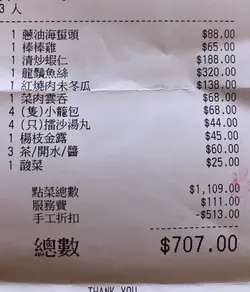 3 人
1 蔥油海蜇頭 $88.00
1 棒棒雞 $65.00
1 清炒蝦仁 $188.00
1 龍鬚魚絲 $320.00
1 紅燒肉末冬瓜 $138.00
1 菜肉雲吞 $65.00
4 (隻)小籠包 $68.00
4 (只)擂沙湯丸 $44.00
1 楊枝金露 $45.00
3 茶/開水/醬 $60.00
1 酸菜 $25.00
點菜總數 $1,109.00
服務費 $111.00
手工折扣 -$513.00
總數 $707.00
THANK YOU